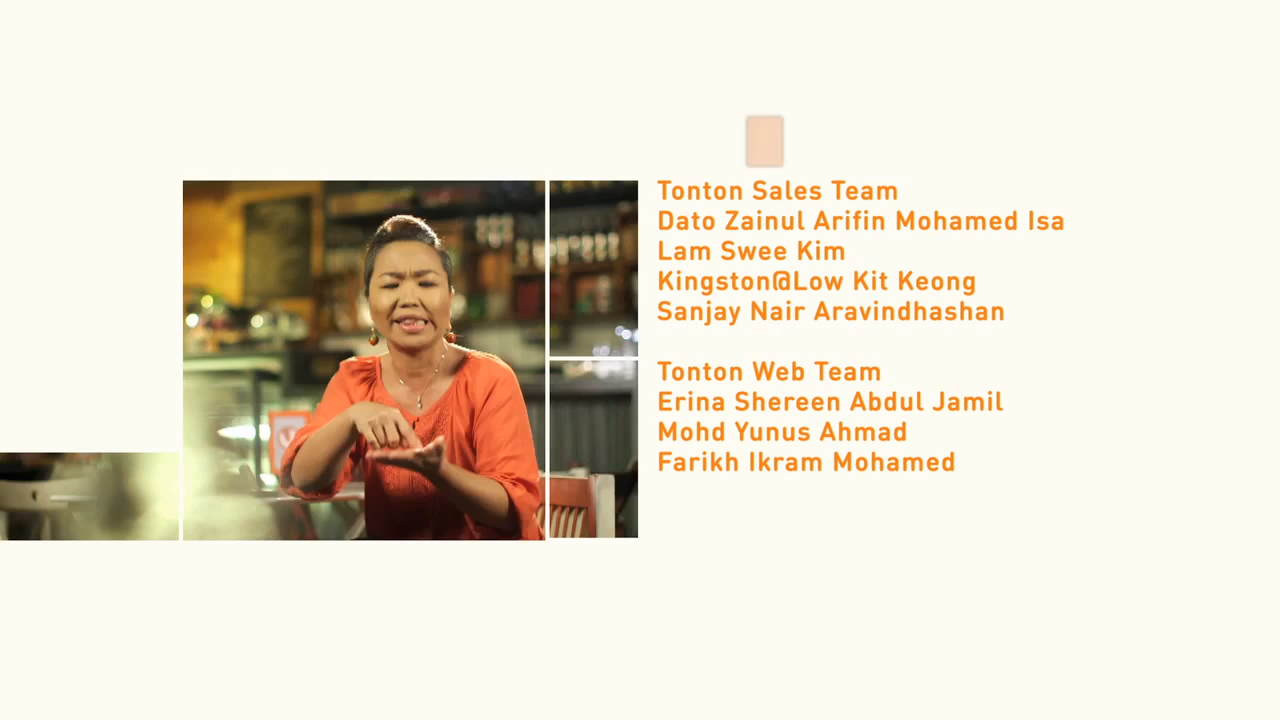 Tonton Sales Team
Dato Zainul Arifin Mohamed Isa
Lam Swee Kim
Kingston@Low Kit Keong
Sanjay Nair Aravindhashan
Tonton Web Team
Erina Shereen Abdul Jamil
Mohd Yunus Ahmad
Farikh Ikram Mohamed